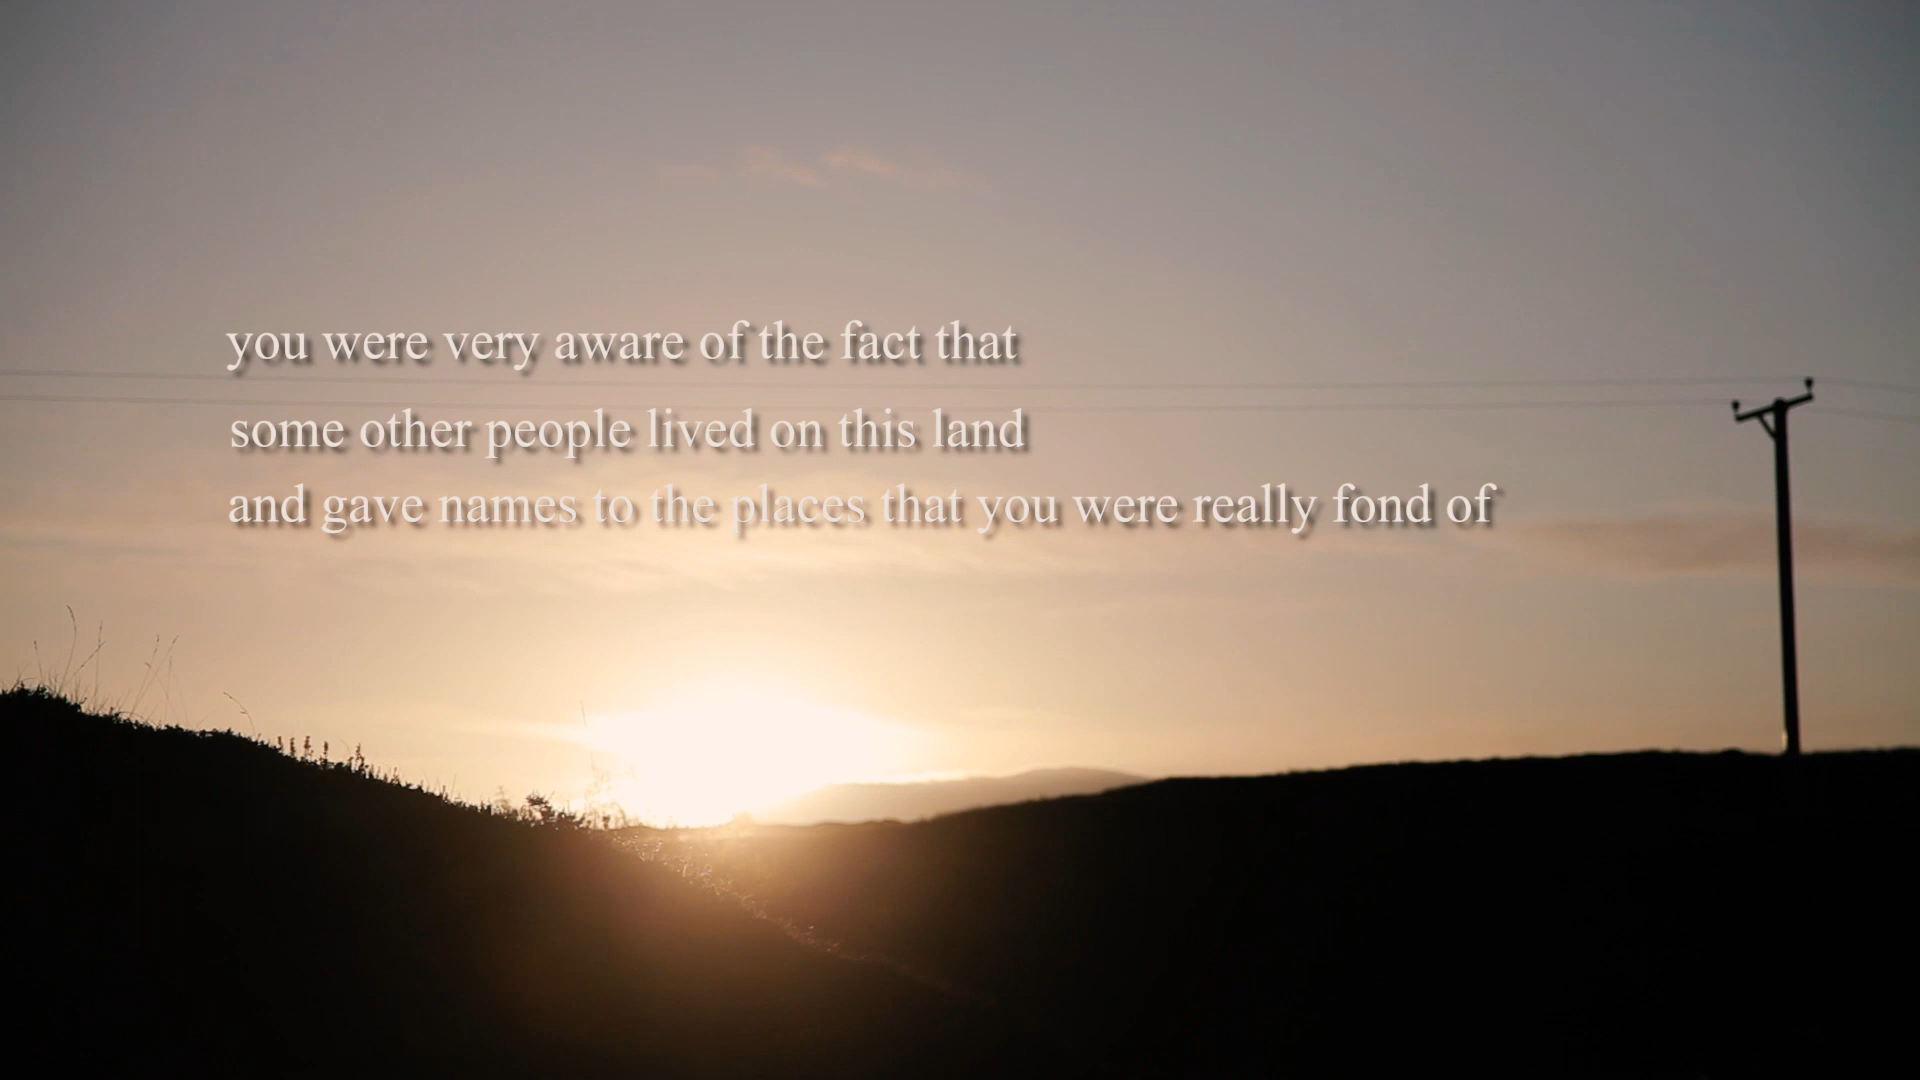 you were very aware of the fact that
some other people lived on this land
and gave names to the places that you were really fond of